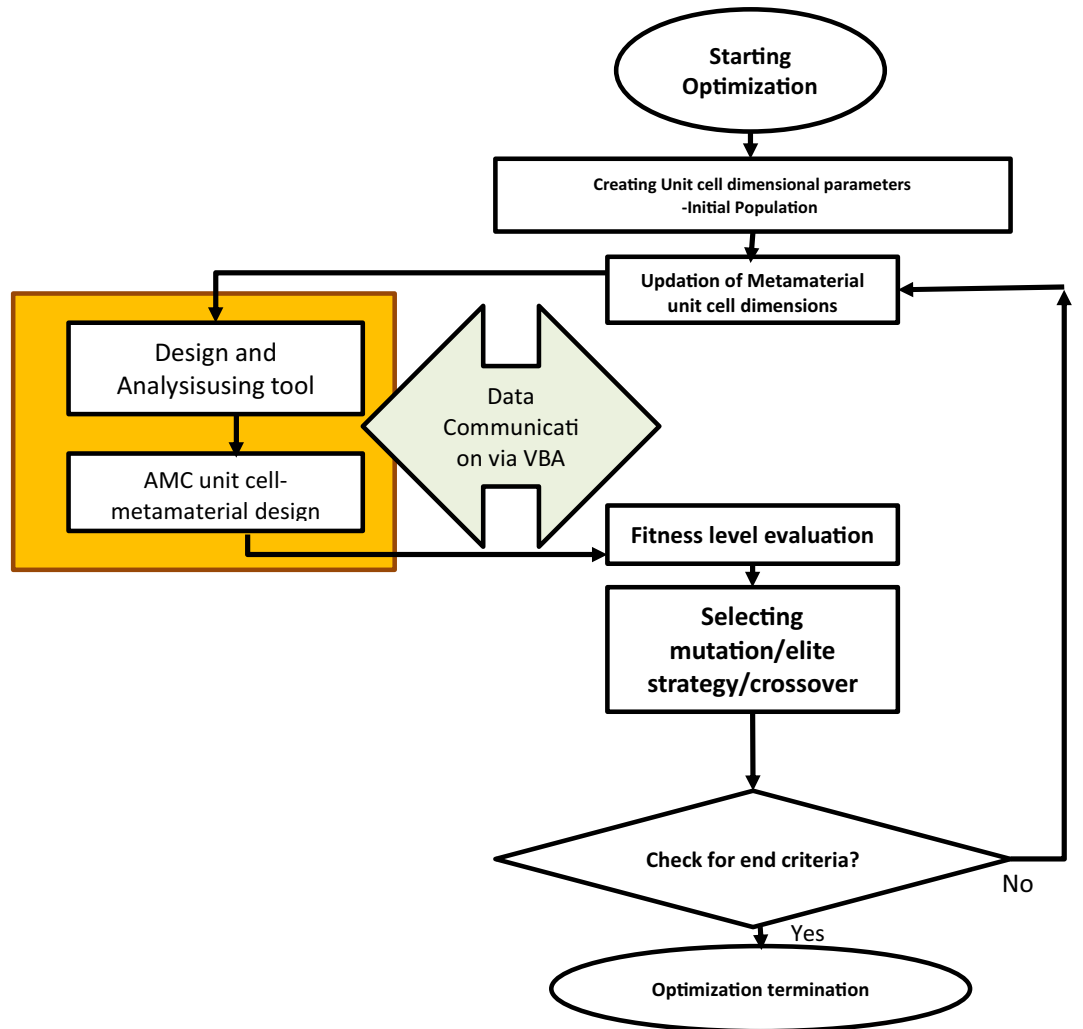 Starting
Optimization
Creating Unit cell dimensional parameters
-Initial Population
Updation of Metamaterial
unit cell dimensions
Design and
Analysisusing tool
AMC unit cell-
metamaterial design
Data
Communicati
on via VBA
Fitness level evaluation
Selecting
mutation/elite
strategy/crossover
Check for end criteria?
No
Yes
Optimization termination